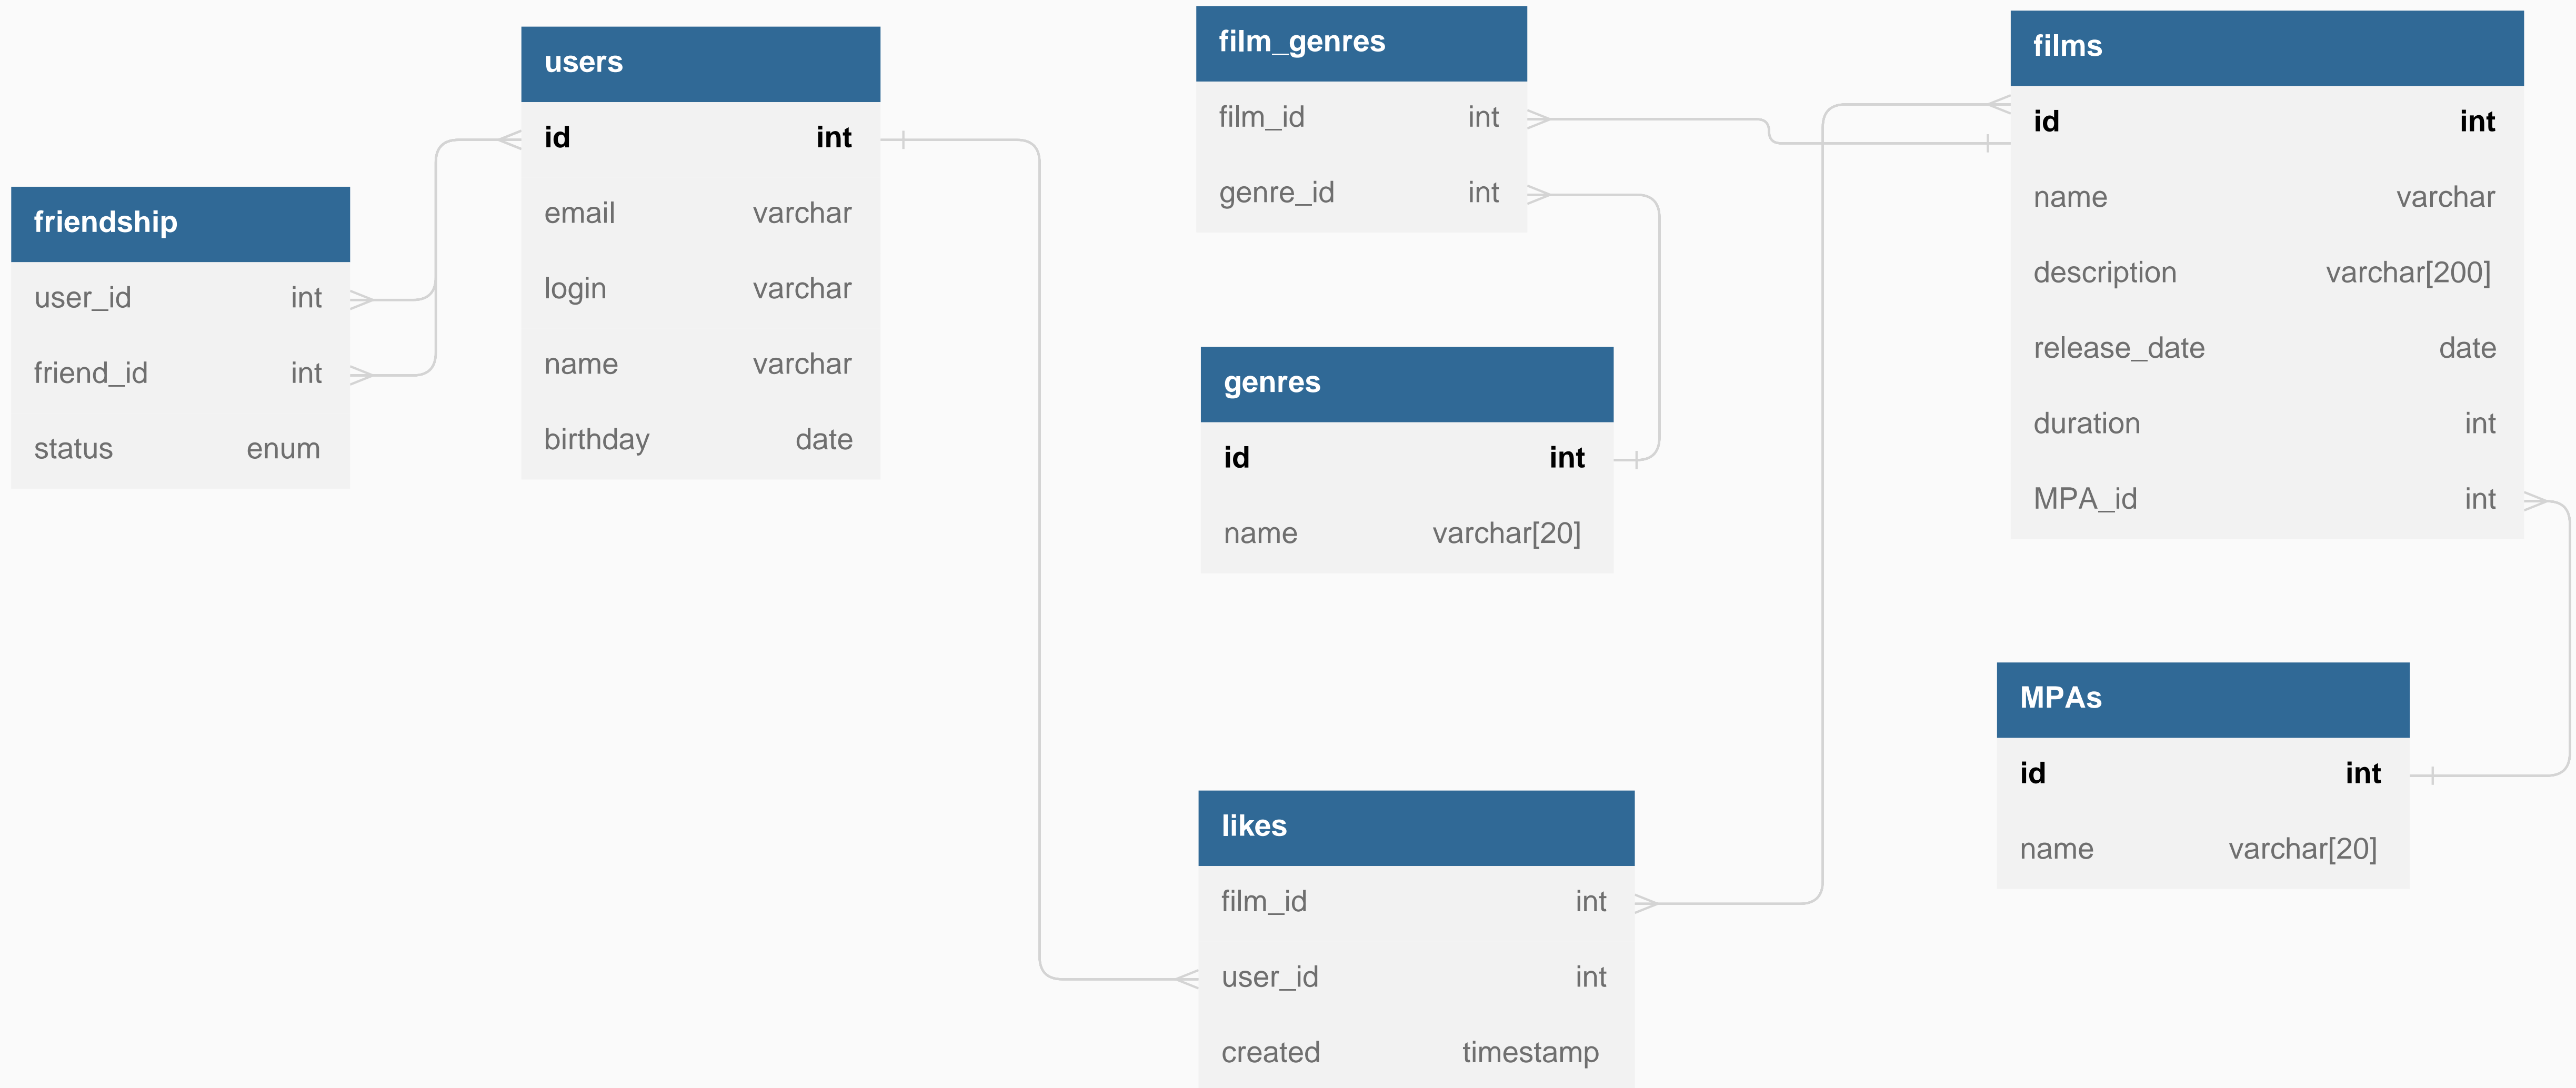 friendship
user_id int
friend_id int
status enum
users
id int
email varchar
login varchar
name varchar
birthday date
film_genres
film_id int
genre_id int
genres
id int
name varchar[20]
likes
film_id int
user_id int
created timestamp
films
id int
name varchar
description varchar[200]
release_date date
duration int
MPA_id int
MPAs
id int
name varchar[20]